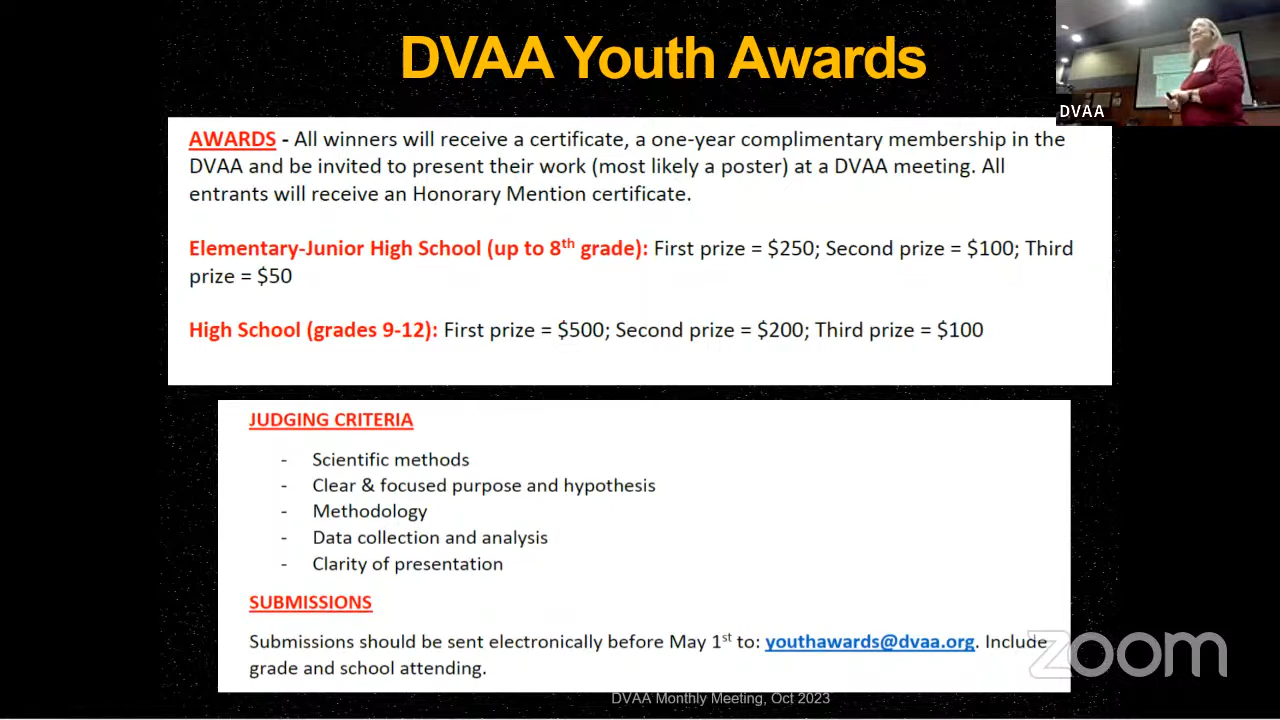 DVAA Youth Awards
DVAA
AWARDS - All winners will receive a certificate, a one-year complimentary membership in the
DVAA and be invited to present their work (most likely a poster) at a DVAA meeting. All
entrants will receive an Honorary Mention certificate.
Elementary-Junior High School (up to 8th grade): First prize = $250; Second prize = $100; Third
prize = $50
High School (grades 9-12): First prize = $500; Second prize = $200; Third prize = $100
JUDGING CRITERIA
- Scientific methods
- Clear & focused purpose and hypothesis
- Methodology
- Data collection and analysis
- Clarity of presentation
SUBMISSIONS
Submissions should be sent electronically before May 1st to: youthawards@dvaa.org. Include
grade and school attending.
zoom
DVAA Monthly Meeting, Oct 2023